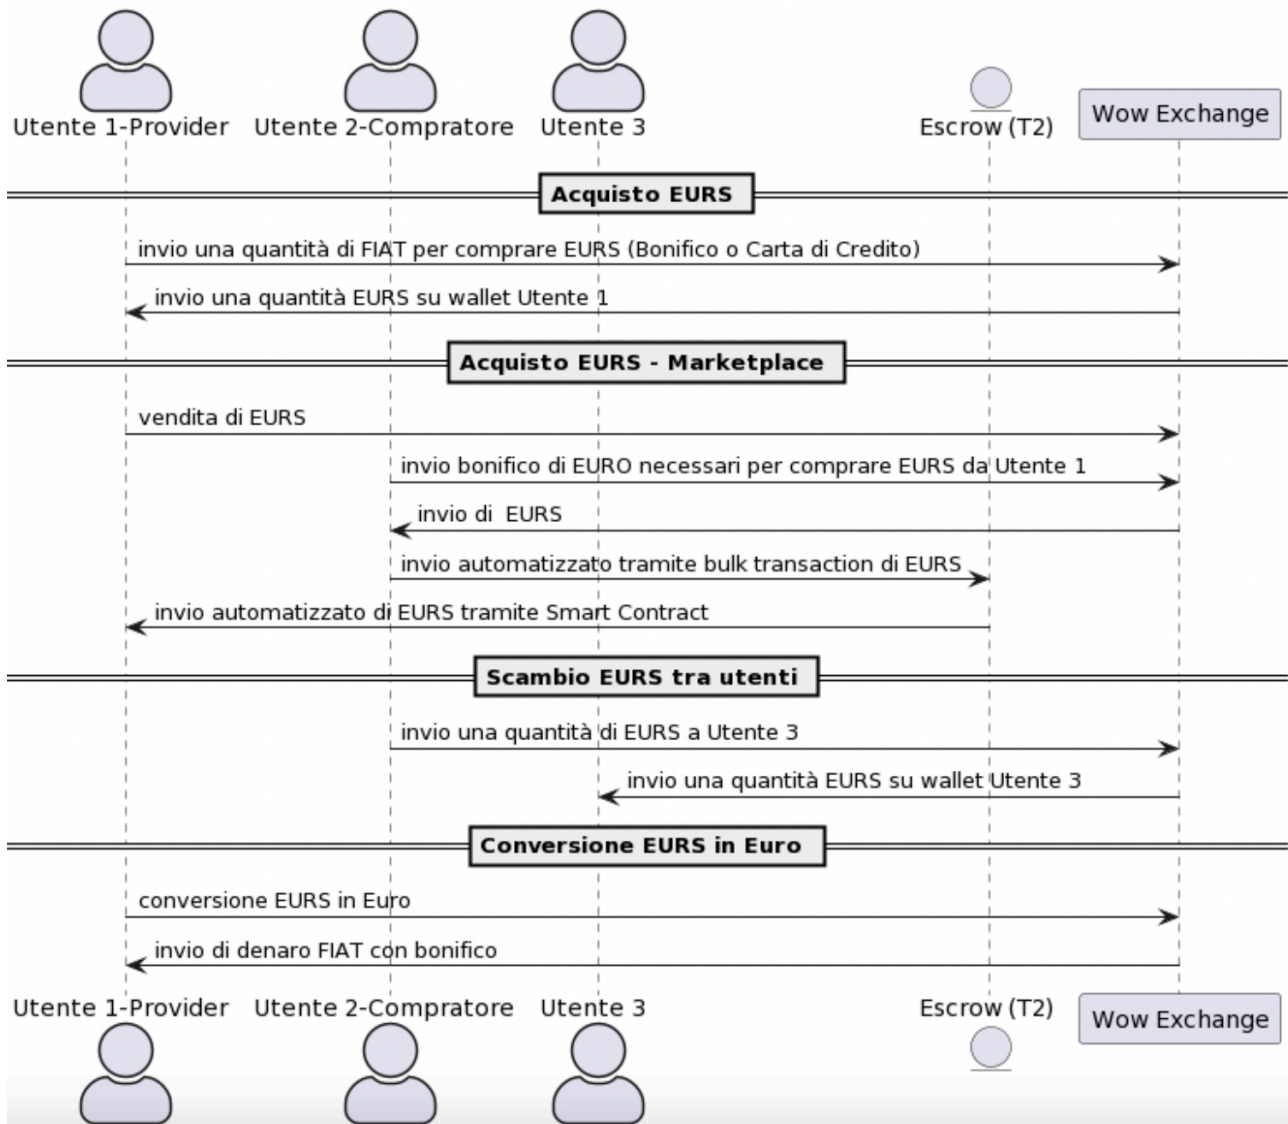 Utente 1-Provider Utente 2-Compratore Utente 3 Escrow (T2) Wow Exchange
Acquisto EURS
invio una quantità di FIAT per comprare EURS (Bonifico o Carta di Credito)
invio una quantità EURS su wallet Utente 1
Acquisto EURS - Marketplace
vendita di EURS
invio bonifico di EURO necessari per comprare EURS da Utente 1
invio di  EURS
invio automatizzato tramite bulk transaction di EURS
invio automatizzato di EURS tramite Smart Contract
Scambio EURS tra utenti
invio una quantità di EURS a Utente 3
invio una quantità EURS su wallet Utente 3
Conversione EURS in Euro
conversione EURS in Euro
invio di denaro FIAT con bonifico
Utente 1-Provider Utente 2-Compratore Utente 3 Escrow (T2) Wow Exchange